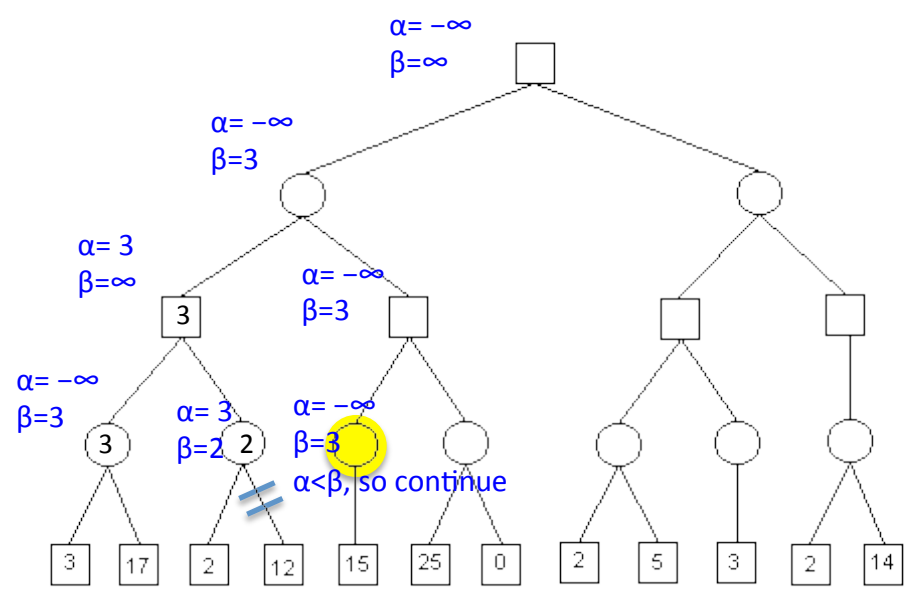 α= −∞
β=∞
α= −∞
β=3
α= 3
β=∞
α= −∞
β=3
3
α= −∞
β=3
α= 3
β=2
α= −∞
β=3
3
2
α<β, so continue
3
17
2
12
15
25
0
2
5
3
2
14